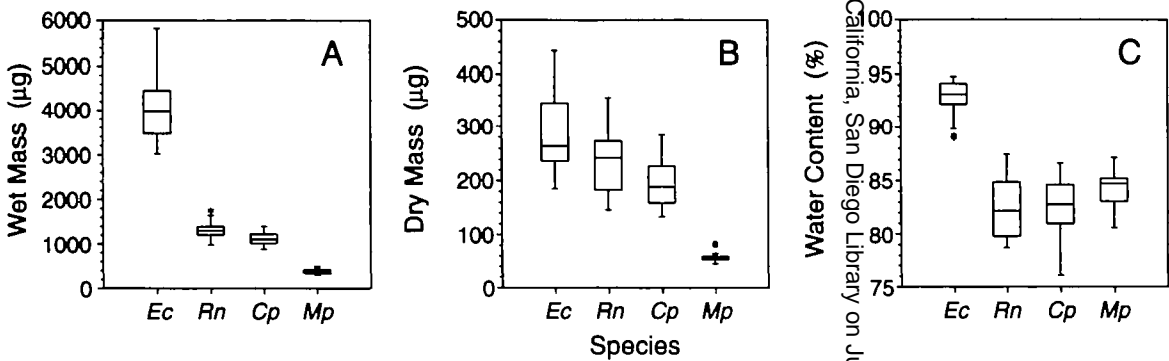 A
Wet Mass (µg)
6000
5000
4000
3000
2000
1000
0
Ec Rn Cp Mp
B
Dry Mass (µg)
500
400
300
200
100
0
Ec Rn Cp Mp
Species
C
Water Content (%)
100
95
90
85
80
75
Ec Rn Cp Mp
California, San Diego Library on